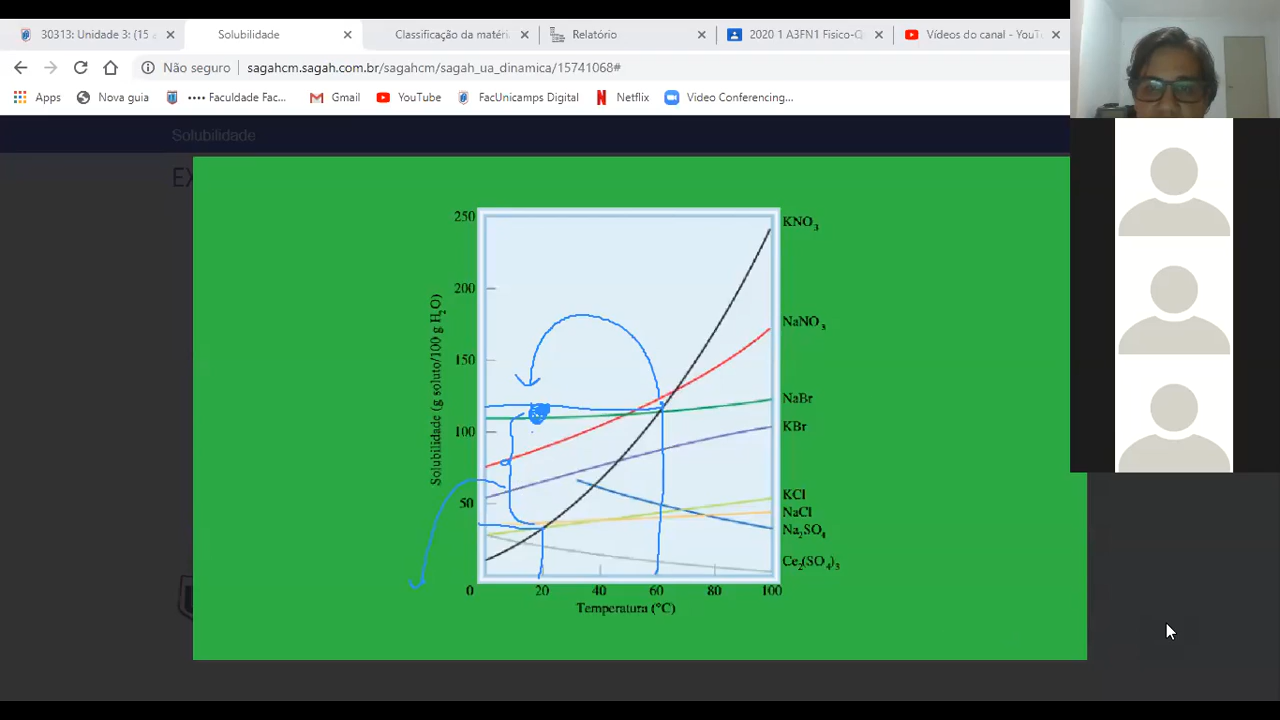 30313: Unidade 3: (15
Solubilidade
Classificação da matéri
Relatório
2020 1 A3FN1 Fisico-Q
Vídeos do canal - YouTu
Não seguro
sagahcm.sagah.com.br/sagahcm/sagah_ua_dinamica/15741068#
Apps
Nova guia
•••• Faculdade Fac...
Gmail
YouTube
FacUnicamps Digital
Netflix
Video Conferencing...
Solubilidade
EX
250
200
150
100
50
0
20
40
60
80
100
Solubilidade (g soluto/100 g H₂O)
Temperatura (°C)
KNO₃
NaNO₃
NaBr
KBr
KCl
NaCl
Na₂SO₄
Ce₂(SO₄)₃